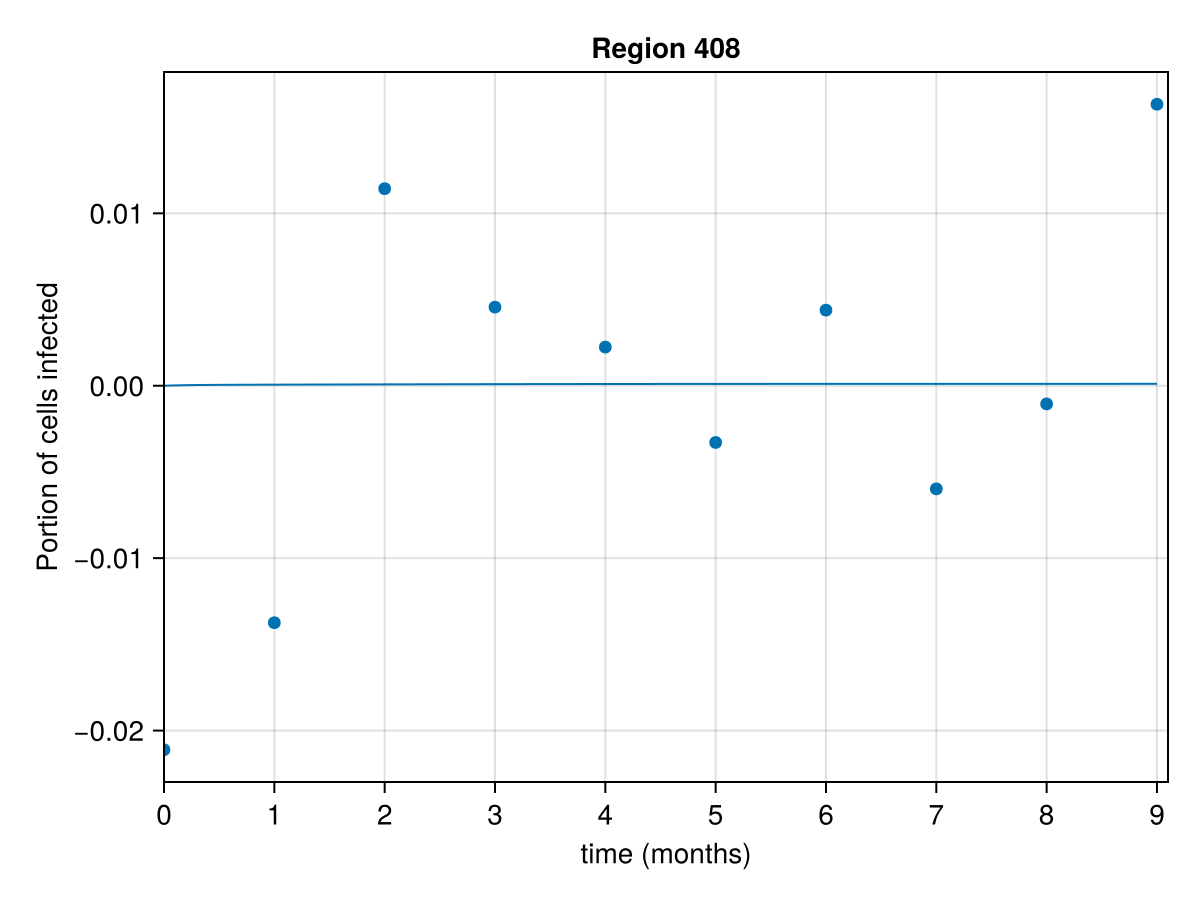 Region 408
Portion of cells infected
0.01
0.00
−0.01
−0.02
0 1 2 3 4 5 6 7 8 9
time (months)